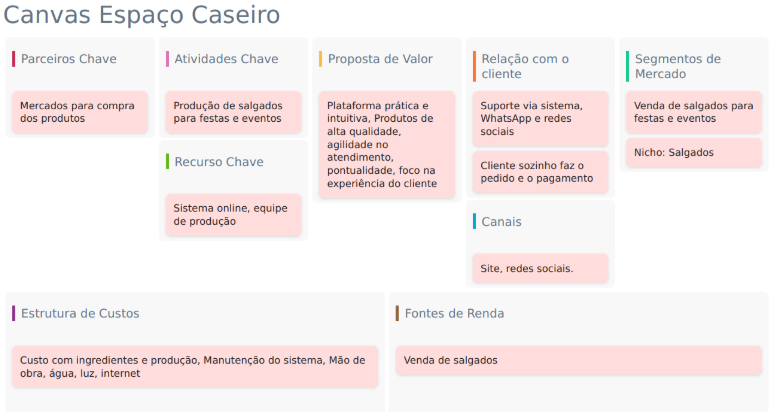 Canvas Espaço Caseiro
Parceiros Chave
Mercados para compra
dos produtos
Atividades Chave
Produção de salgados
para festas e eventos
Recurso Chave
Sistema online, equipe
de produção
Proposta de Valor
Plataforma prática e
intuitiva, Produtos de
alta qualidade,
agilidade no
atendimento,
pontualidade, foco na
experiência do cliente
Relação com o
cliente
Suporte via sistema,
WhatsApp e redes
sociais
Cliente sozinho faz o
pedido e o pagamento
Canais
Site, redes sociais.
Segmentos de
Mercado
Venda de salgados para
festas e eventos
Nicho: Salgados
Estrutura de Custos
Custo com ingredientes e produção, Manutenção do sistema, Mão de
obra, água, luz, internet
Fontes de Renda
Venda de salgados